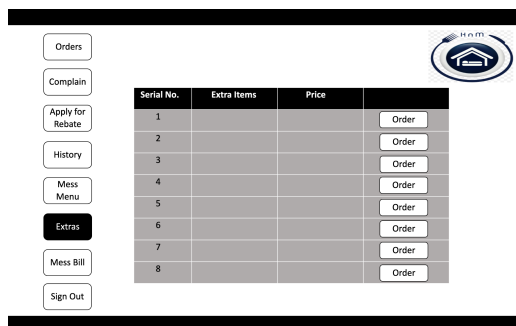 H a m
Orders
Complain
Apply for
Rebate
History
Mess
Menu
Extras
Mess Bill
Sign Out
Serial No. Extra Items Price
1 Order
2 Order
3 Order
4 Order
5 Order
6 Order
7 Order
8 Order